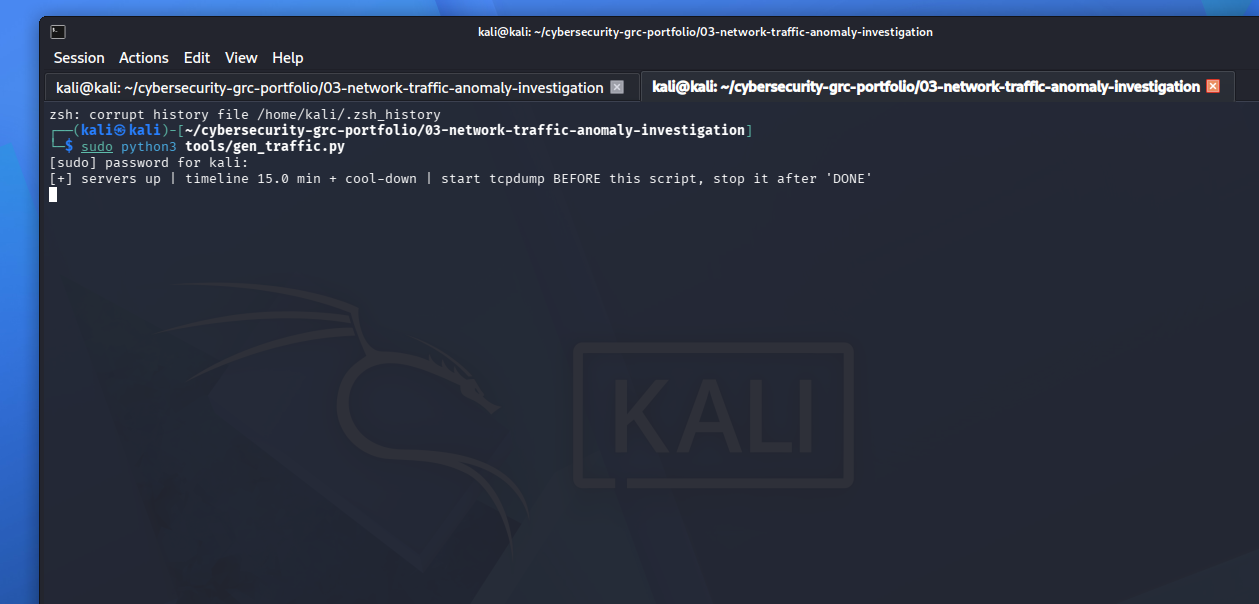 kali@kali: ~/cybersecurity-grc-portfolio/03-network-traffic-anomaly-investigation
Session Actions Edit View Help
kali@kali: ~/cybersecurity-grc-portfolio/03-network-traffic-anomaly-investigation
kali@kali: ~/cybersecurity-grc-portfolio/03-network-traffic-anomaly-investigation
zsh: corrupt history file /home/kali/.zsh_history
┌──(kali㉿kali)-[~/cybersecurity-grc-portfolio/03-network-traffic-anomaly-investigation]
└─$ sudo python3 tools/gen_traffic.py
[sudo] password for kali:
[+] servers up | timeline 15.0 min + cool-down | start tcpdump BEFORE this script, stop it after 'DONE'
KALI